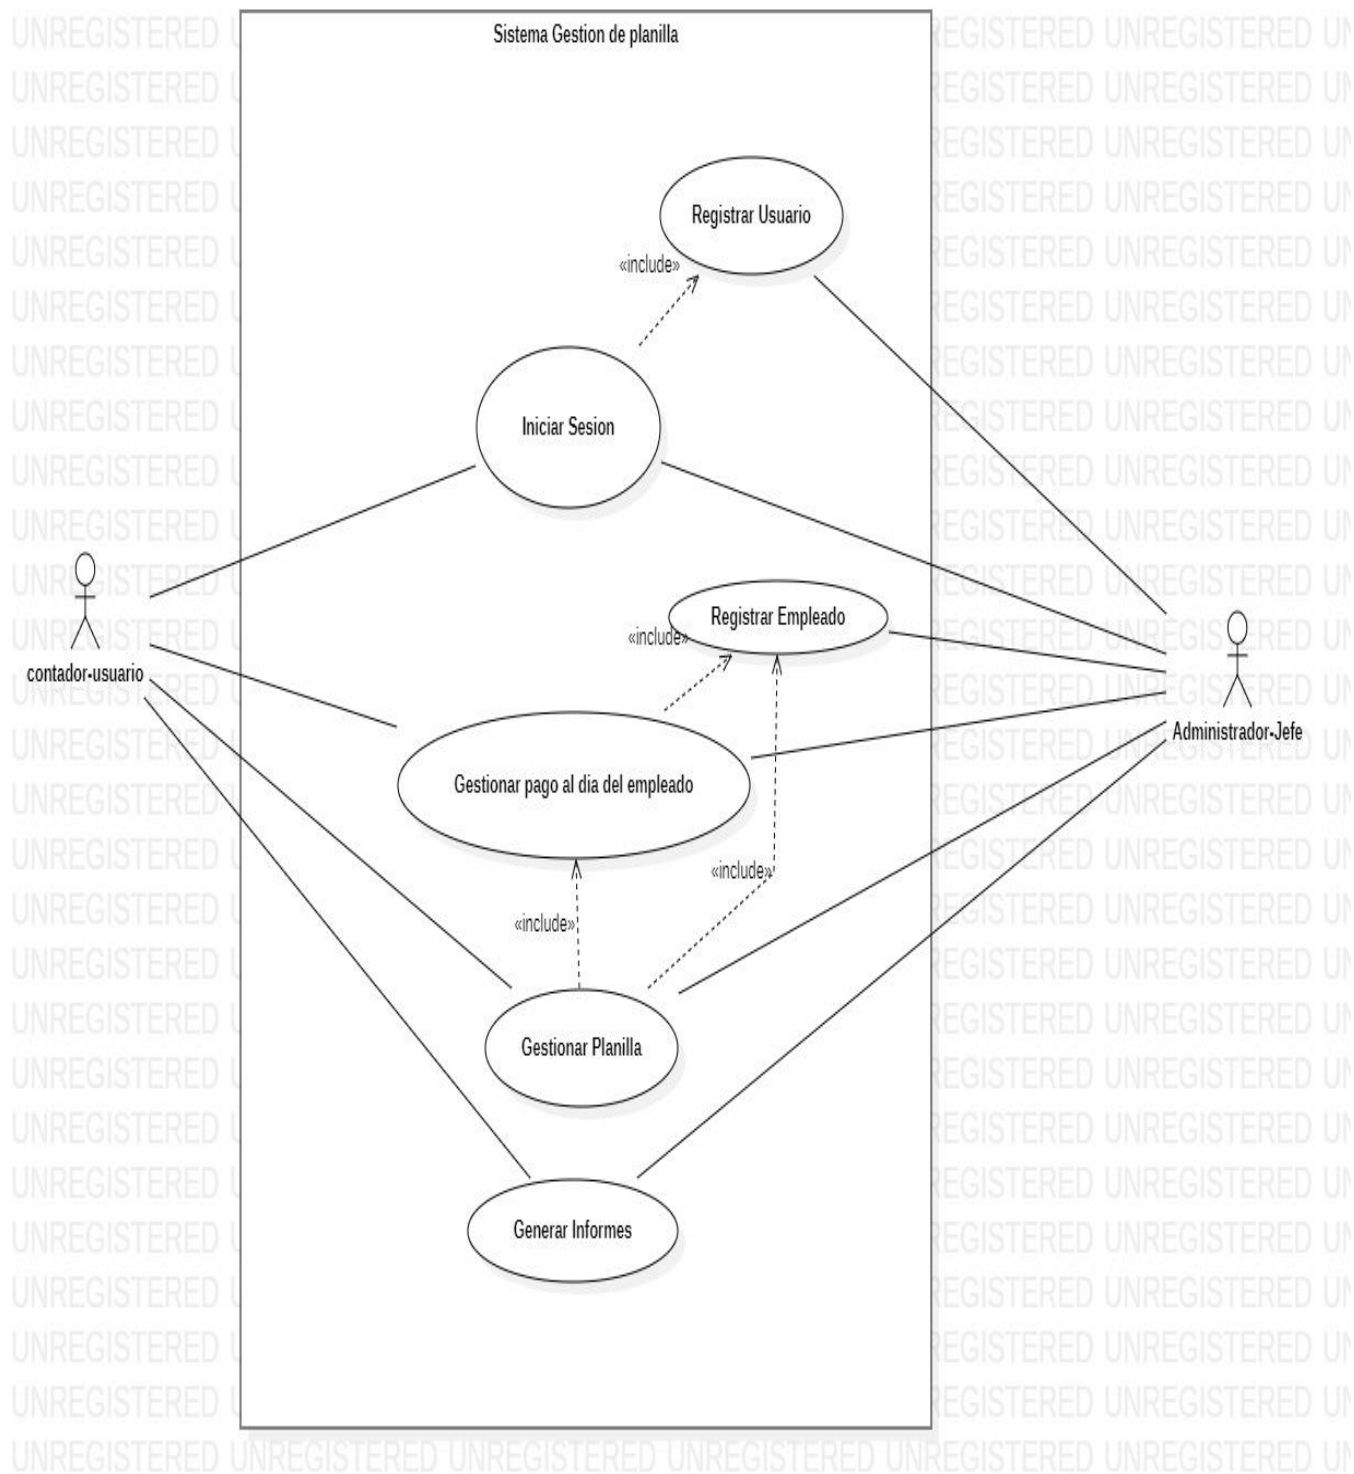 Sistema Gestion de planilla
Registrar Usuario
«include»
Iniciar Sesion
Registrar Empleado
«include»
contador-usuario
Administrador-Jefe
Gestionar pago al dia del empleado
«include»
«include»
Gestionar Planilla
Generar Informes
UNREGISTERED